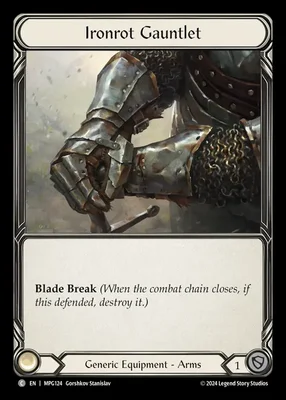 Ironrot Gauntlet
Blade Break (When the combat chain closes, if
this defended, destroy it.)
Generic Equipment - Arms
1
C EN | MPG124 Gorshkov Stanislav
© 2024 Legend Story Studios